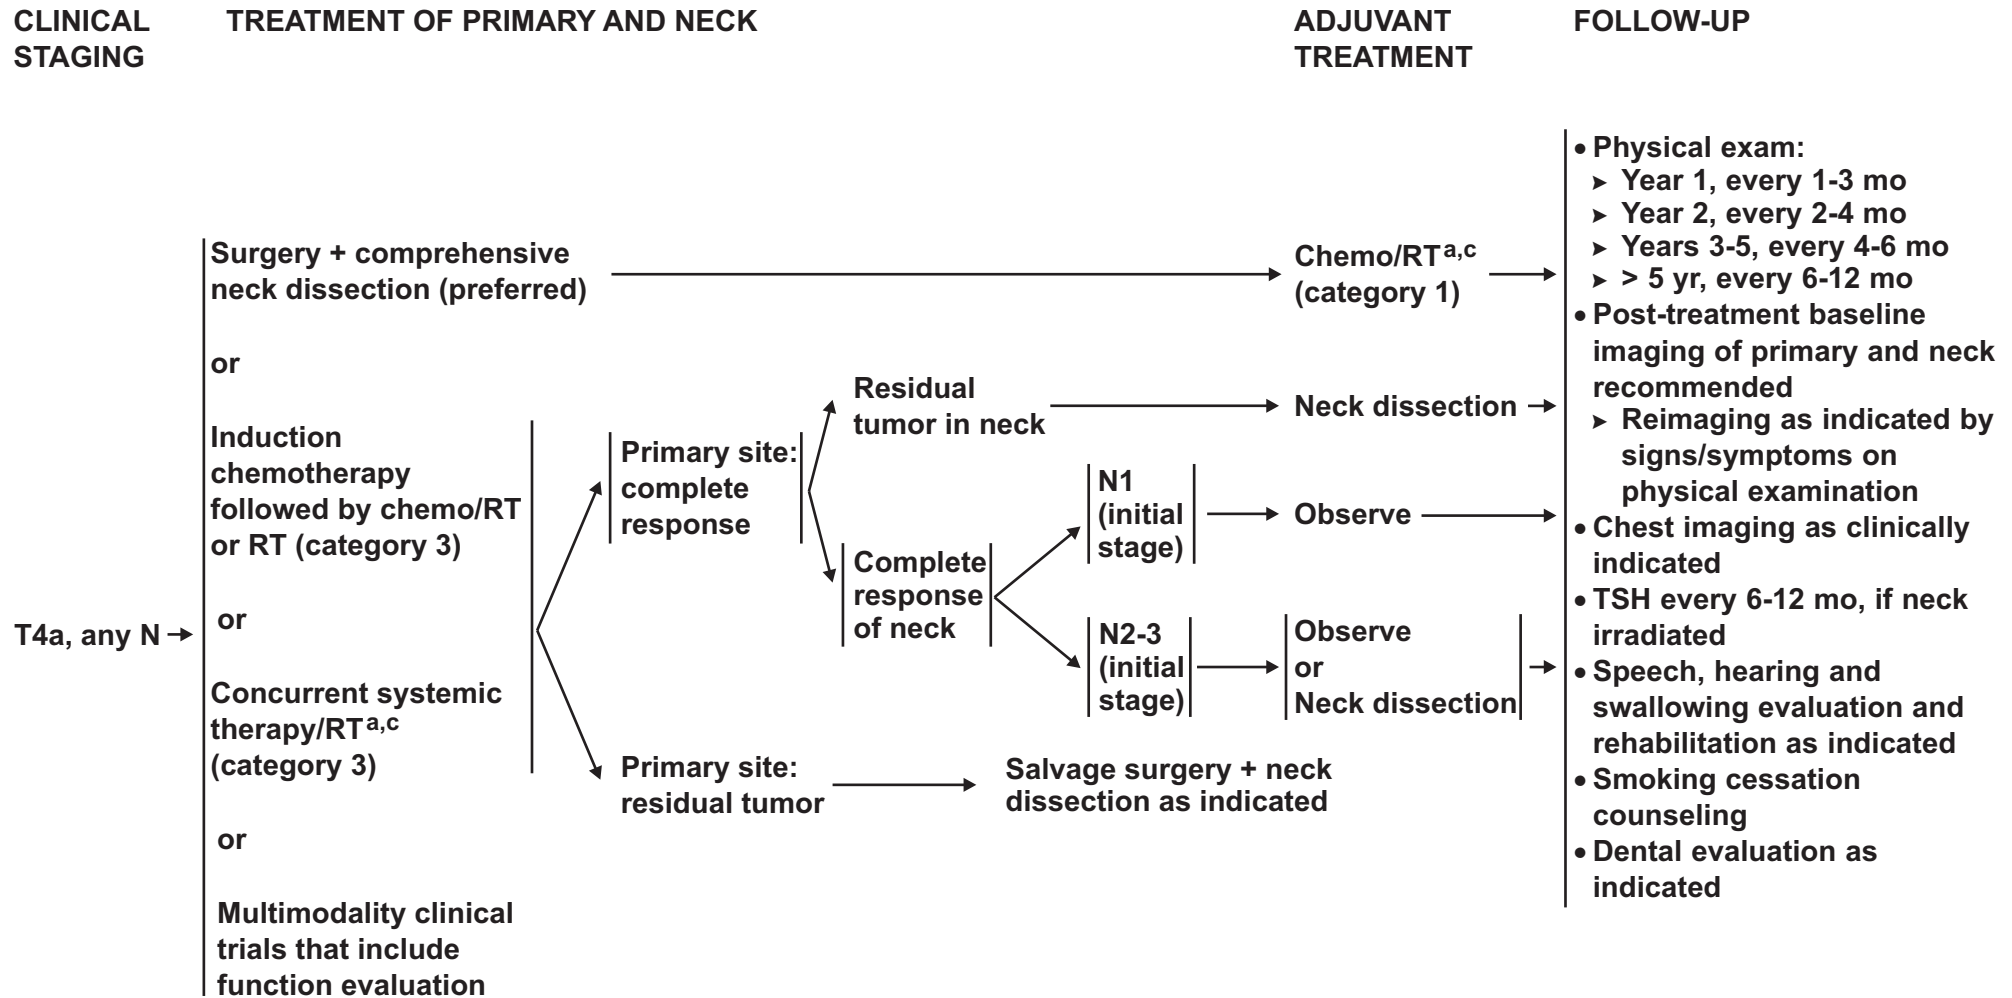 CLINICAL
STAGING
TREATMENT OF PRIMARY AND NECK
ADJUVANT
TREATMENT
FOLLOW-UP
T4a, any N
Surgery + comprehensive
neck dissection (preferred)
or
Induction
chemotherapy
followed by chemo/RT
or RT (category 3)
or
Concurrent systemic
therapy/RTa,c
(category 3)
or
Multimodality clinical
trials that include
function evaluation
Primary site:
complete
response
Primary site:
residual tumor
Residual
tumor in neck
Complete
response
of neck
N1
(initial
stage)
N2-3
(initial
stage)
Salvage surgery + neck
dissection as indicated
Chemo/RTa,c
(category 1)
Neck dissection
Observe
Observe
or
Neck dissection
• Physical exam:
➤ Year 1, every 1-3 mo
➤ Year 2, every 2-4 mo
➤ Years 3-5, every 4-6 mo
➤ > 5 yr, every 6-12 mo
• Post-treatment baseline
imaging of primary and neck
recommended
➤ Reimaging as indicated by
signs/symptoms on
physical examination
• Chest imaging as clinically
indicated
• TSH every 6-12 mo, if neck
irradiated
• Speech, hearing and
swallowing evaluation and
rehabilitation as indicated
• Smoking cessation
counseling
• Dental evaluation as
indicated